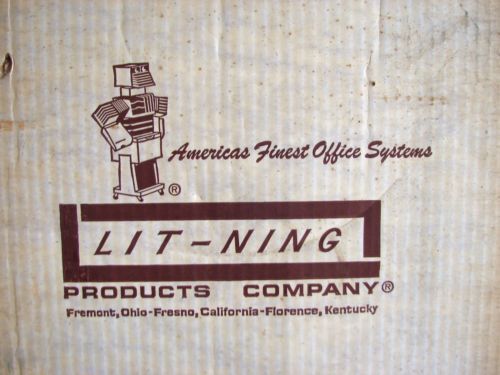 Americas Finest Office Systems
®
LIT-NING
PRODUCTS COMPANY®
Fremont, Ohio-Fresno, California-Florence, Kentucky